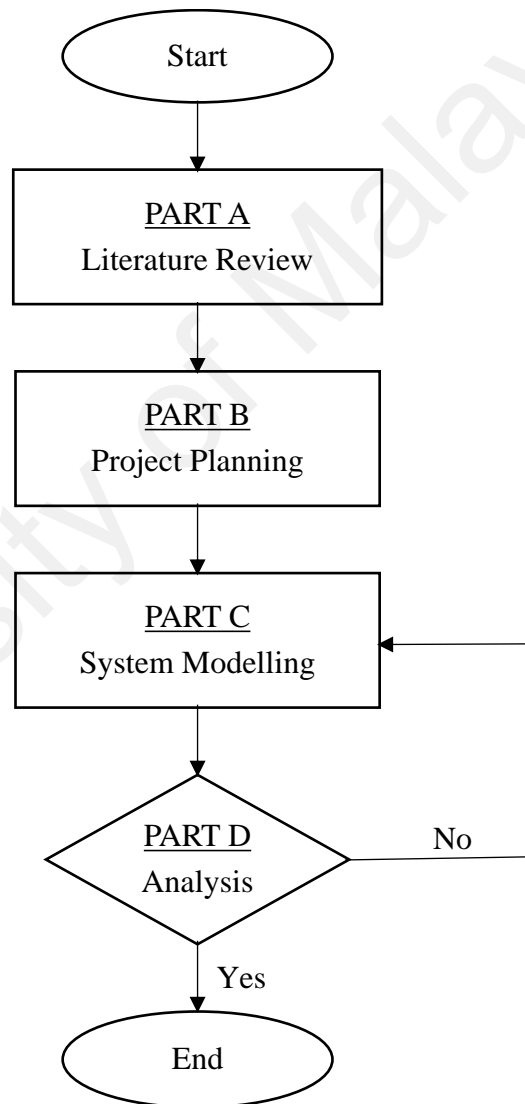 Start
PART A
Literature Review
PART B
Project Planning
PART C
System Modelling
PART D
Analysis
No
Yes
End